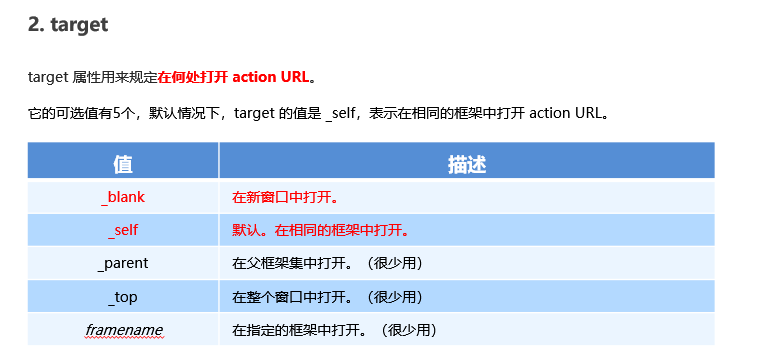 2. target
target 属性用来规定在何处打开 action URL。
它的可选值有5个，默认情况下，target 的值是 _self，表示在相同的框架中打开 action URL。
值 描述
_blank 在新窗口中打开。
_self 默认。在相同的框架中打开。
_parent 在父框架集中打开。（很少用）
_top 在整个窗口中打开。（很少用）
framename 在指定的框架中打开。（很少用）